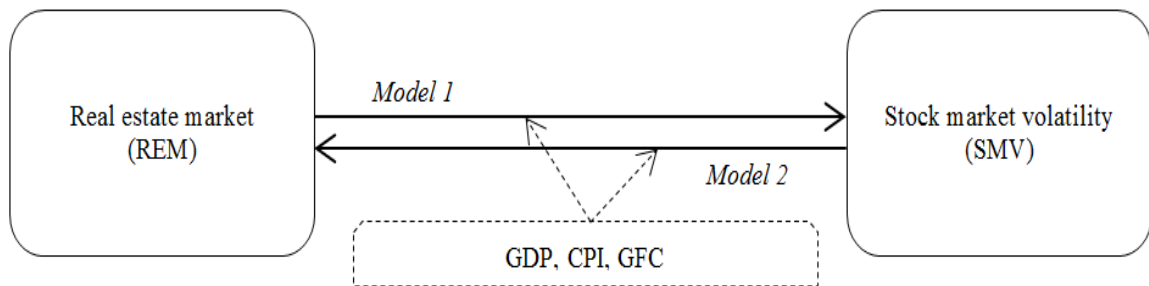 Model 1
Real estate market
(REM)
Stock market volatility
(SMV)
Model 2
GDP, CPI, GFC